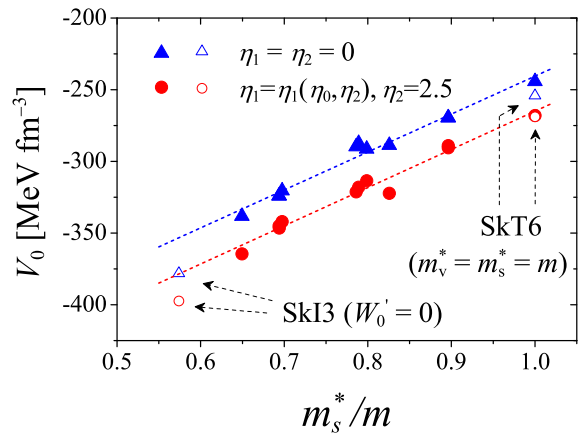 -200
-250
-300
-350
-400
V₀ [MeV fm⁻³]
η₁ = η₂ = 0
η₁=η₁(η₀,η₂), η₂=2.5
SkT6
(m*ᵥ = m*ₛ = m)
SkI3 (W₀' = 0)
0.5 0.6 0.7 0.8 0.9 1.0
mₛ*/m